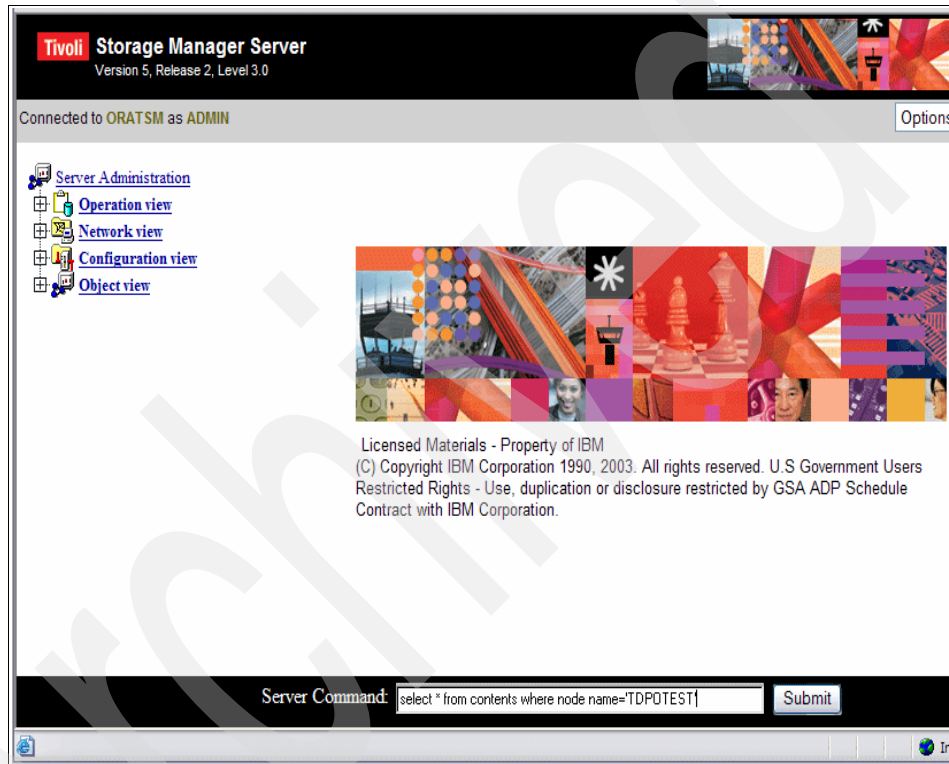 Tivoli Storage Manager Server
Version 5, Release 2, Level 3.0
Connected to ORATSM as ADMIN
Options
Server Administration
Operation view
Network view
Configuration view
Object view
Licensed Materials - Property of IBM
(C) Copyright IBM Corporation 1990, 2003. All rights reserved. U.S Government Users
Restricted Rights - Use, duplication or disclosure restricted by GSA ADP Schedule
Contract with IBM Corporation.
Server Command: select * from contents where node name='TDPOTEST' Submit
In